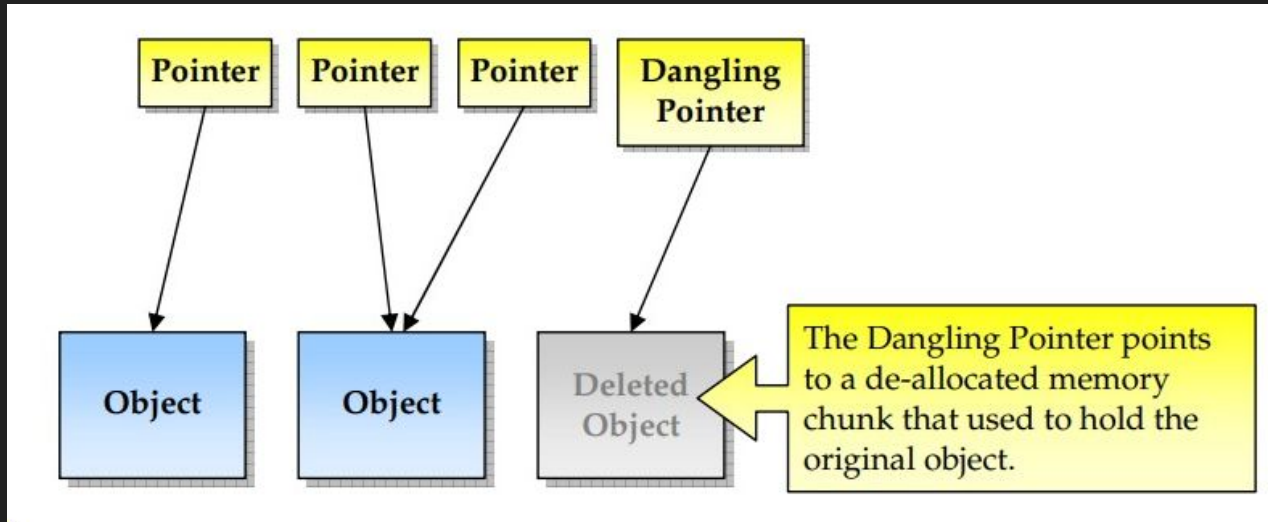 Pointer
Pointer
Pointer
Dangling
Pointer
Object
Object
Deleted
Object
The Dangling Pointer points
to a de-allocated memory
chunk that used to hold the
original object.